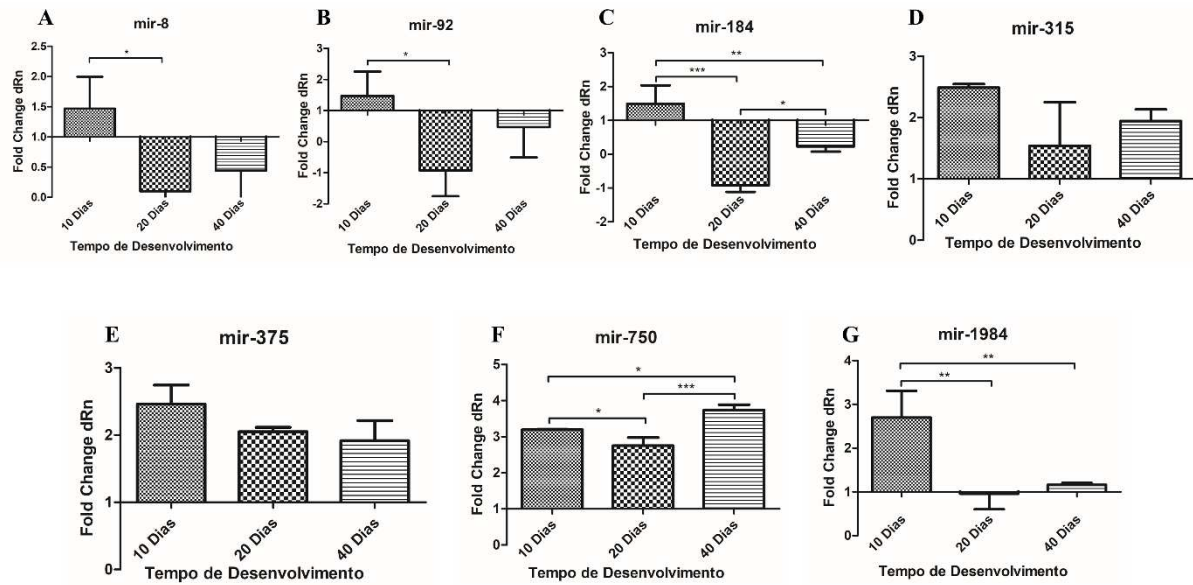 A
mir-8
Fold Change dRn
2.5
2.0
1.5
1.0
0.5
0.0
*
10 Dias
20 Dias
40 Dias
Tempo de Desenvolvimento
B
mir-92
Fold Change dRn
3
2
1
0
-1
-2
*
10 Dias
20 Dias
40 Dias
Tempo de Desenvolvimento
C
mir-184
Fold Change dRn
3
2
1
0
-1
-2
**
***
*
10 Dias
20 Dias
40 Dias
Tempo de Desenvolvimento
D
mir-315
Fold Change dRn
3
2
1
0
10 Dias
20 Dias
40 Dias
Tempo de Desenvolvimento
E
mir-375
Fold Change dRn
3
2
1
0
10 Dias
20 Dias
40 Dias
Tempo de Desenvolvimento
F
mir-750
Fold Change dRn
5
4
3
2
1
0
*
*
***
10 Dias
20 Dias
40 Dias
Tempo de Desenvolvimento
G
mir-1984
Fold Change dRn
4
3
2
1
0
**
**
10 Dias
20 Dias
40 Dias
Tempo de Desenvolvimento